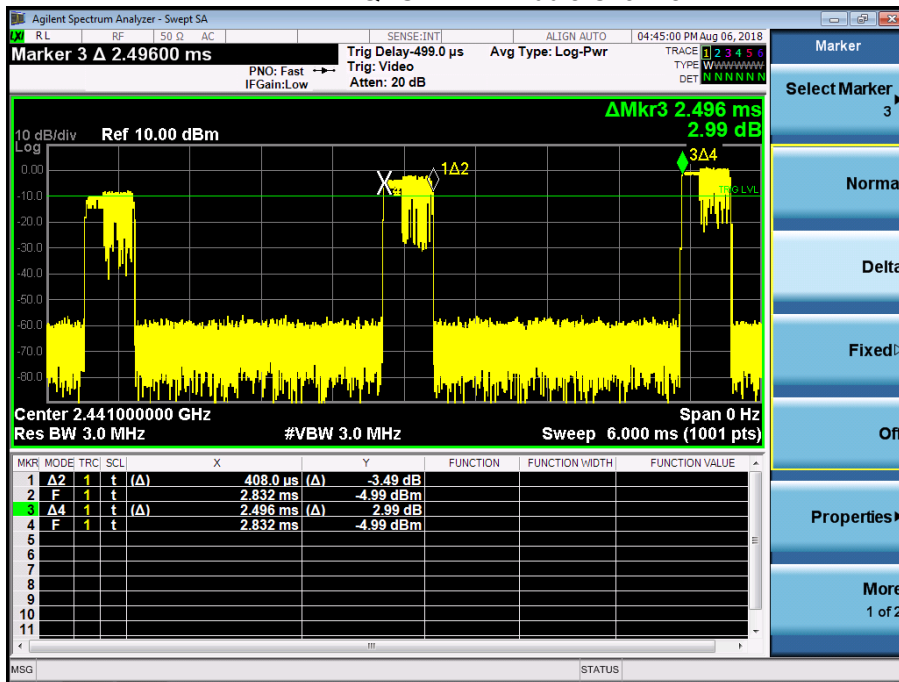 Agilent Spectrum Analyzer - Swept SA
LXI RL RF 50 Ω AC SENSE:INT ALIGN AUTO 04:45:00 PM Aug 06, 2018
Marker 3 Δ 2.49600 ms
PNO: Fast
IFGain:Low
Trig Delay-499.0 µs
Trig: Video
Atten: 20 dB
Avg Type: Log-Pwr
TRACE 1 2 3 4 5 6
TYPE WWWWWWW
DET N N N N N N
ΔMkr3 2.496 ms
2.99 dB
10 dB/div Ref 10.00 dBm
Log
0.00
-10.0
-20.0
-30.0
-40.0
-50.0
-60.0
-70.0
-80.0
1Δ2
3Δ4
TRIG LVL
Center 2.441000000 GHz Span 0 Hz
Res BW 3.0 MHz #VBW 3.0 MHz Sweep 6.000 ms (1001 pts)
MKR MODE TRC SCL X Y FUNCTION FUNCTION WIDTH FUNCTION VALUE
1 Δ2 1 t (Δ) 408.0 µs (Δ) -3.49 dB
2 F 1 t 2.832 ms -4.99 dBm
3 Δ4 1 t (Δ) 2.496 ms (Δ) 2.99 dB
4 F 1 t 2.832 ms -4.99 dBm
5
6
7
8
9
10
11
MSG STATUS
Marker
Select Marker
3
Norma
Delta
Fixed
Of
Properties
More
1 of 2